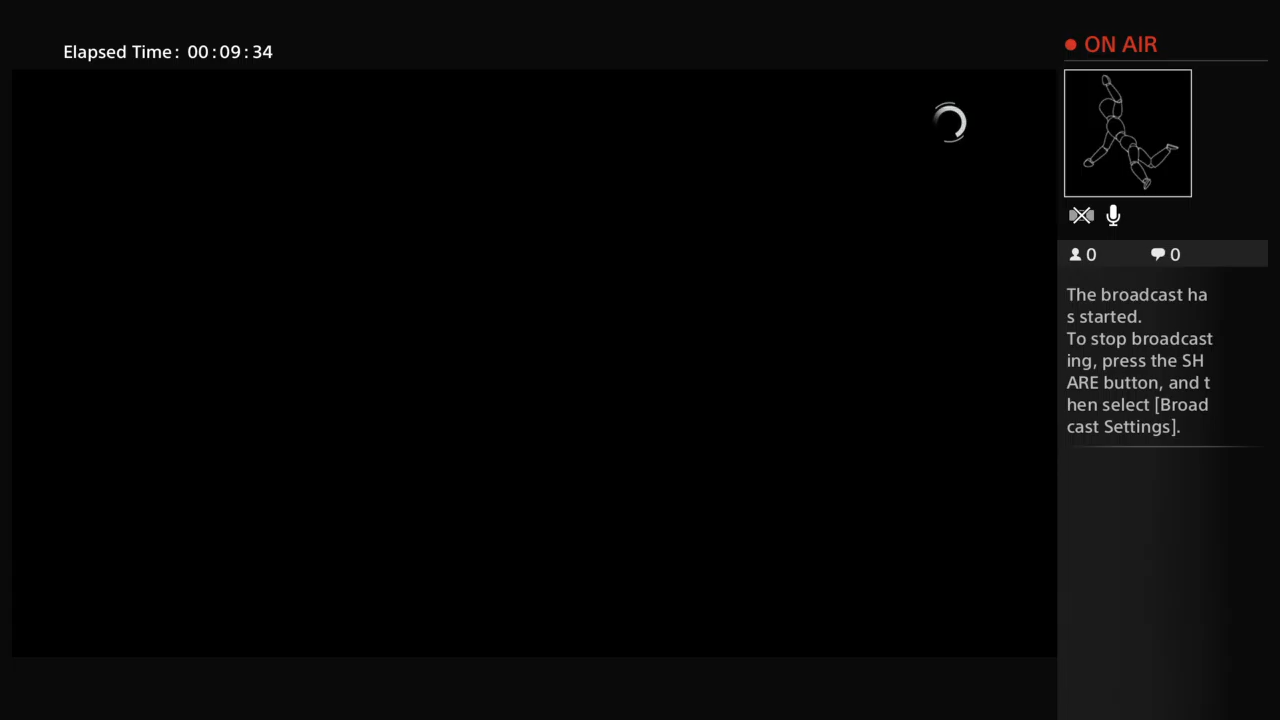 Elapsed Time: 00:09:34
ON AIR
0 0
The broadcast ha
s started.
To stop broadcast
ing, press the SH
ARE button, and t
hen select [Broad
cast Settings].